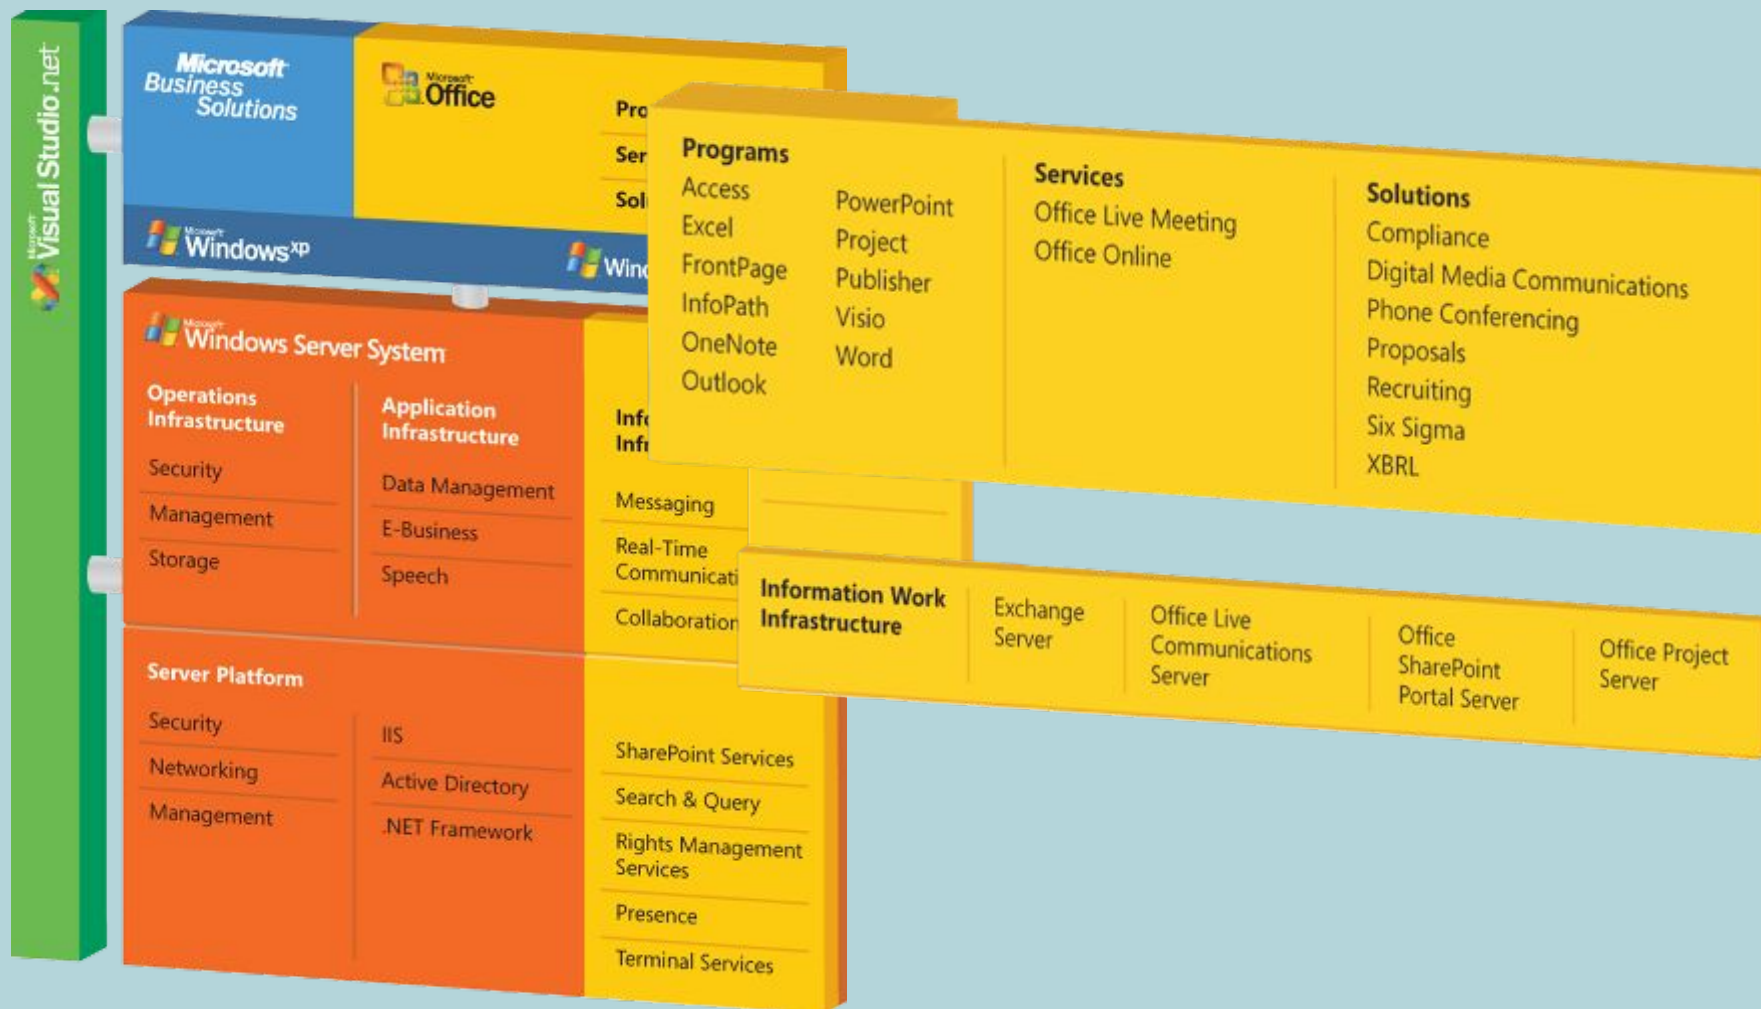 Microsoft
Visual Studio.net
Microsoft
Business
Solutions
Microsoft
Office
Pro
Ser
Sol
Microsoft
Windows xp
Wind
Programs
Access
Excel
FrontPage
InfoPath
OneNote
Outlook
PowerPoint
Project
Publisher
Visio
Word
Services
Office Live Meeting
Office Online
Solutions
Compliance
Digital Media Communications
Phone Conferencing
Proposals
Recruiting
Six Sigma
XBRL
Microsoft
Windows Server System
Operations
Infrastructure
Security
Management
Storage
Application
Infrastructure
Data Management
E-Business
Speech
Info
Infr
Messaging
Real-Time
Communicati
Collaboration
Information Work
Infrastructure
Exchange
Server
Office Live
Communications
Server
Office
SharePoint
Portal Server
Office Project
Server
Server Platform
Security
Networking
Management
IIS
Active Directory
.NET Framework
SharePoint Services
Search & Query
Rights Management
Services
Presence
Terminal Services